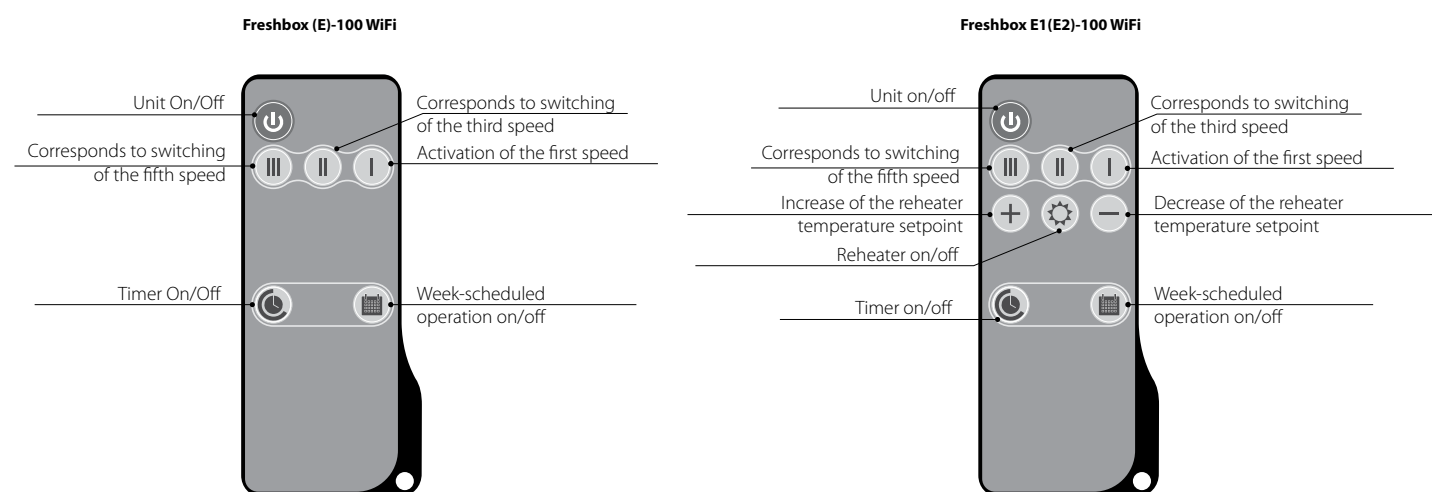 Freshbox (E)-100 WiFi
Unit On/Off
Corresponds to switching
of the third speed
Corresponds to switching
of the fifth speed
Activation of the first speed
III
II
I
Timer On/Off
Week-scheduled
operation on/off
Freshbox E1(E2)-100 WiFi
Unit on/off
Corresponds to switching
of the third speed
Corresponds to switching
of the fifth speed
Activation of the first speed
III
II
I
Increase of the reheater
temperature setpoint
+
−
Decrease of the reheater
temperature setpoint
Reheater on/off
Timer on/off
Week-scheduled
operation on/off